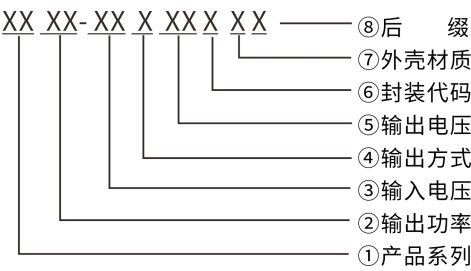 XX XX-XX X XX X X X
⑧后 缀
⑦外壳材质
⑥封装代码
⑤输出电压
④输出方式
③输入电压
②输出功率
①产品系列